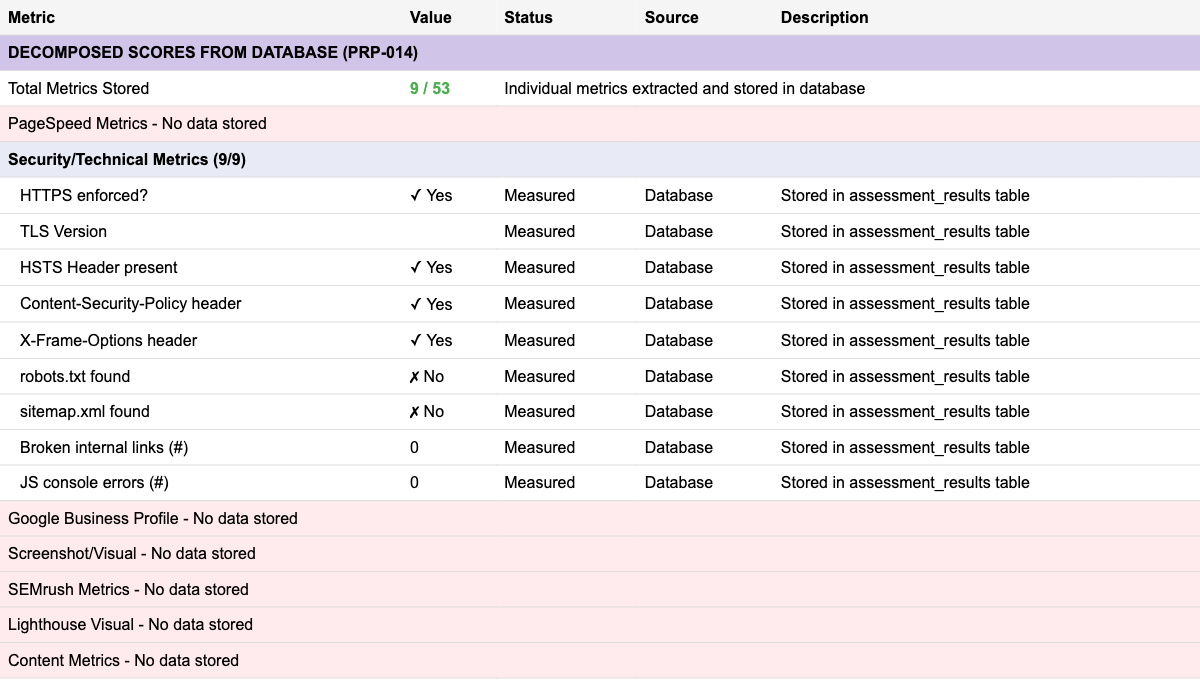 Metric Value Status Source Description
DECOMPOSED SCORES FROM DATABASE (PRP-014)
Total Metrics Stored 9 / 53 Individual metrics extracted and stored in database
PageSpeed Metrics - No data stored
Security/Technical Metrics (9/9)
HTTPS enforced? ✓ Yes Measured Database Stored in assessment_results table
TLS Version Measured Database Stored in assessment_results table
HSTS Header present ✓ Yes Measured Database Stored in assessment_results table
Content-Security-Policy header ✓ Yes Measured Database Stored in assessment_results table
X-Frame-Options header ✓ Yes Measured Database Stored in assessment_results table
robots.txt found ✗ No Measured Database Stored in assessment_results table
sitemap.xml found ✗ No Measured Database Stored in assessment_results table
Broken internal links (#) 0 Measured Database Stored in assessment_results table
JS console errors (#) 0 Measured Database Stored in assessment_results table
Google Business Profile - No data stored
Screenshot/Visual - No data stored
SEMrush Metrics - No data stored
Lighthouse Visual - No data stored
Content Metrics - No data stored